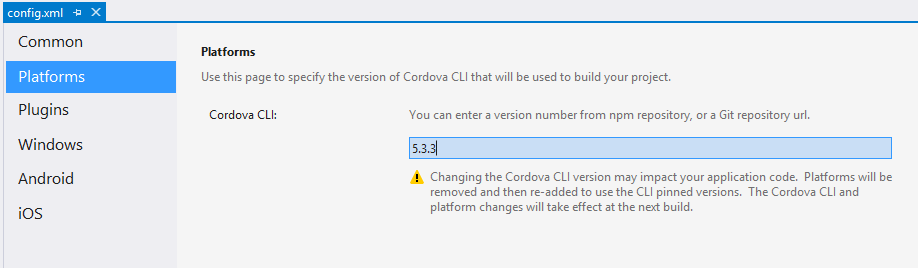 config.xml
Common
Platforms
Plugins
Windows
Android
iOS
Platforms
Use this page to specify the version of Cordova CLI that will be used to build your project.
Cordova CLI:
You can enter a version number from npm repository, or a Git repository url.
5.3.3
Changing the Cordova CLI version may impact your application code. Platforms will be
removed and then re-added to use the CLI pinned versions. The Cordova CLI and
platform changes will take effect at the next build.